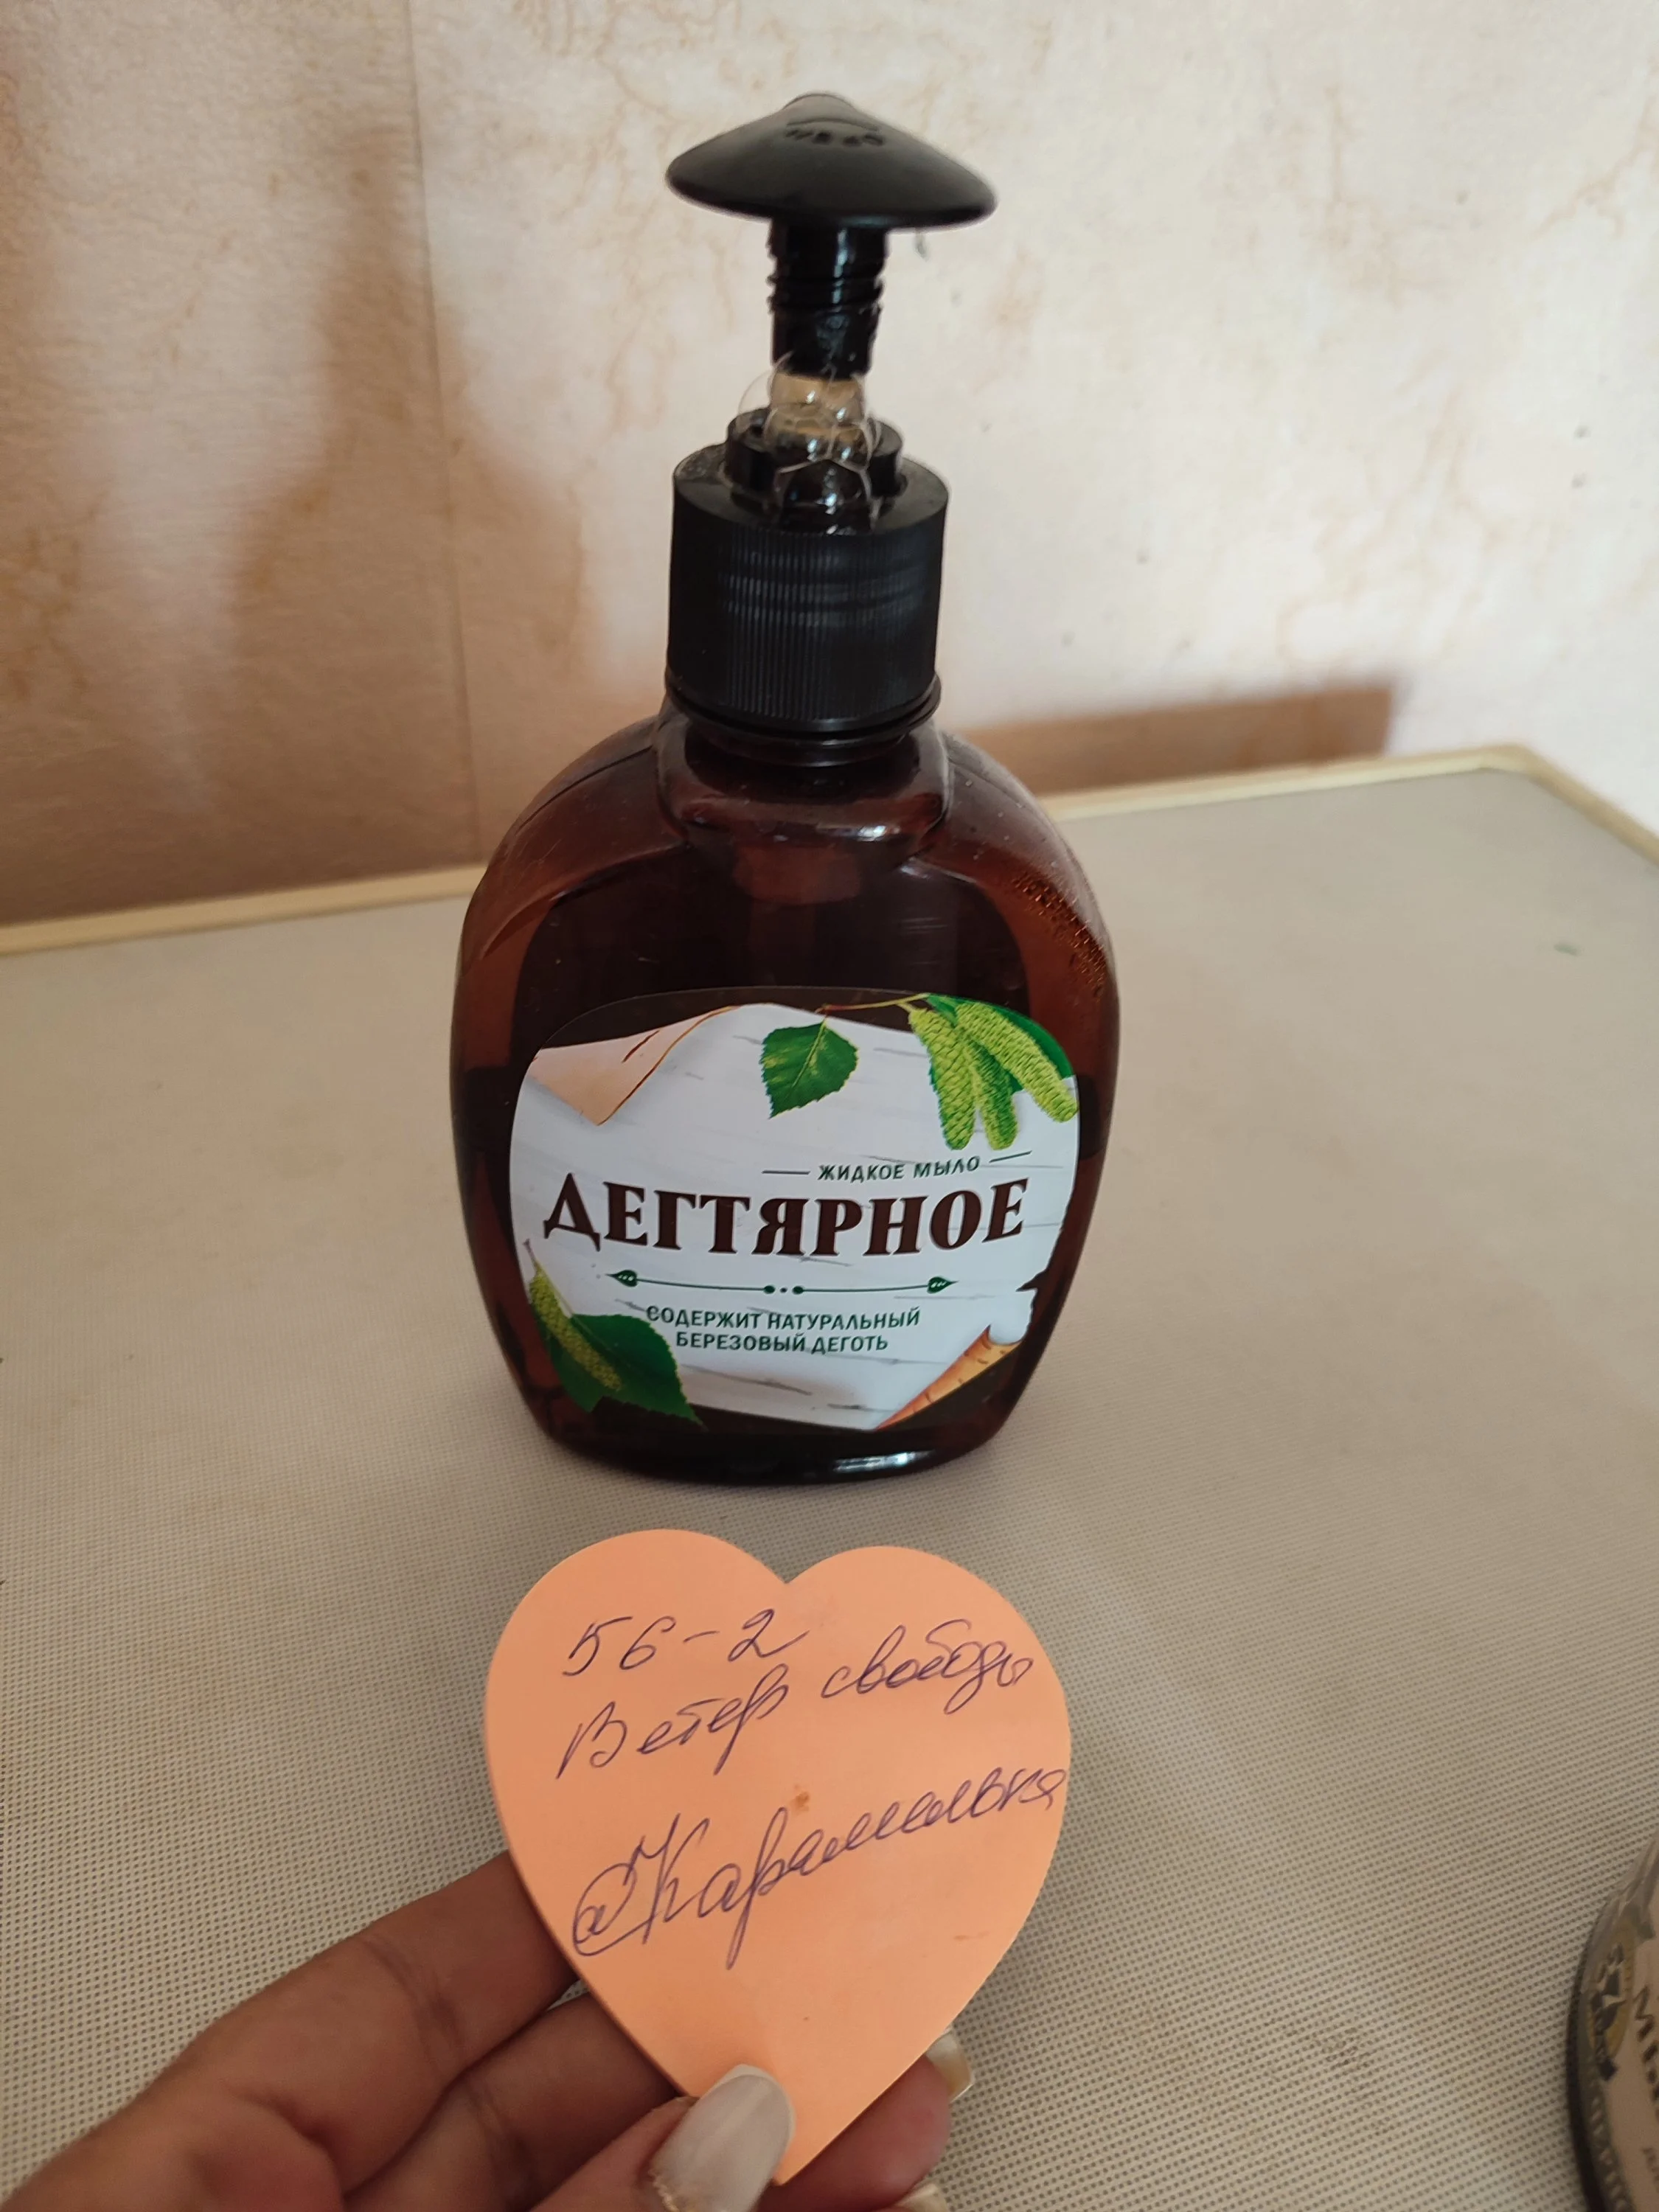 ЖИДКОЕ МЫЛО
ДЕГТЯРНОЕ
СОДЕРЖИТ НАТУРАЛЬНЫЙ
БЕРЕЗОВЫЙ ДЕГОТЬ
56-2
Ветер свободы
@Карамелька